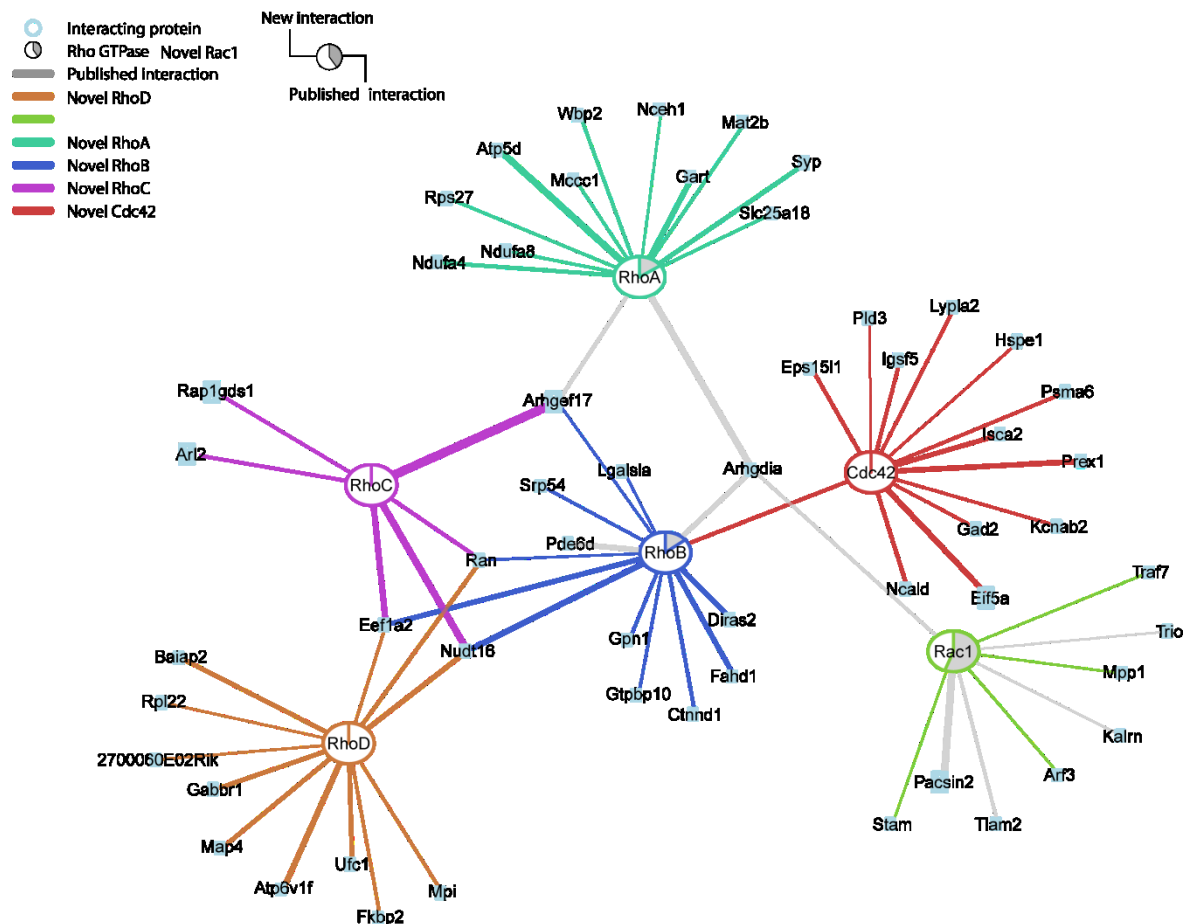 Interacting protein
Rho GTPase Novel Rac1
Published Interaction
Novel RhoD
Novel RhoA
Novel RhoB
Novel RhoC
Novel Cdc42
New interaction
Published interaction
Wbp2
Nceh1
Mat2b
Atp5d
Mccc1
Gart
Syp
Rps27
Slc25a18
Ndufa8
Ndufa4
RhoA
Pld3
Lypla2
Igsf5
Hspe1
Eps15l1
Rap1gds1
Arhgef17
Psma6
Isca2
Arl2
RhoC
Lgalsla
Arhgdia
Cdc42
Prex1
Srp54
Gad2
Kcnab2
Pde6d
RhoB
Ran
Ncald
Eif5a
Traf7
Eef1a2
Diras2
Gpn1
Trio
Nudt16
Rac1
Baiap2
Fahd1
Mpp1
Rpl22
Gtpbp10
Ctnnd1
Kalrn
RhoD
2700060E02Rik
Gabbr1
Pacsin2
Arf3
Stam
Tlam2
Map4
Ufc1
Atp6v1f
Mpi
Fkbp2